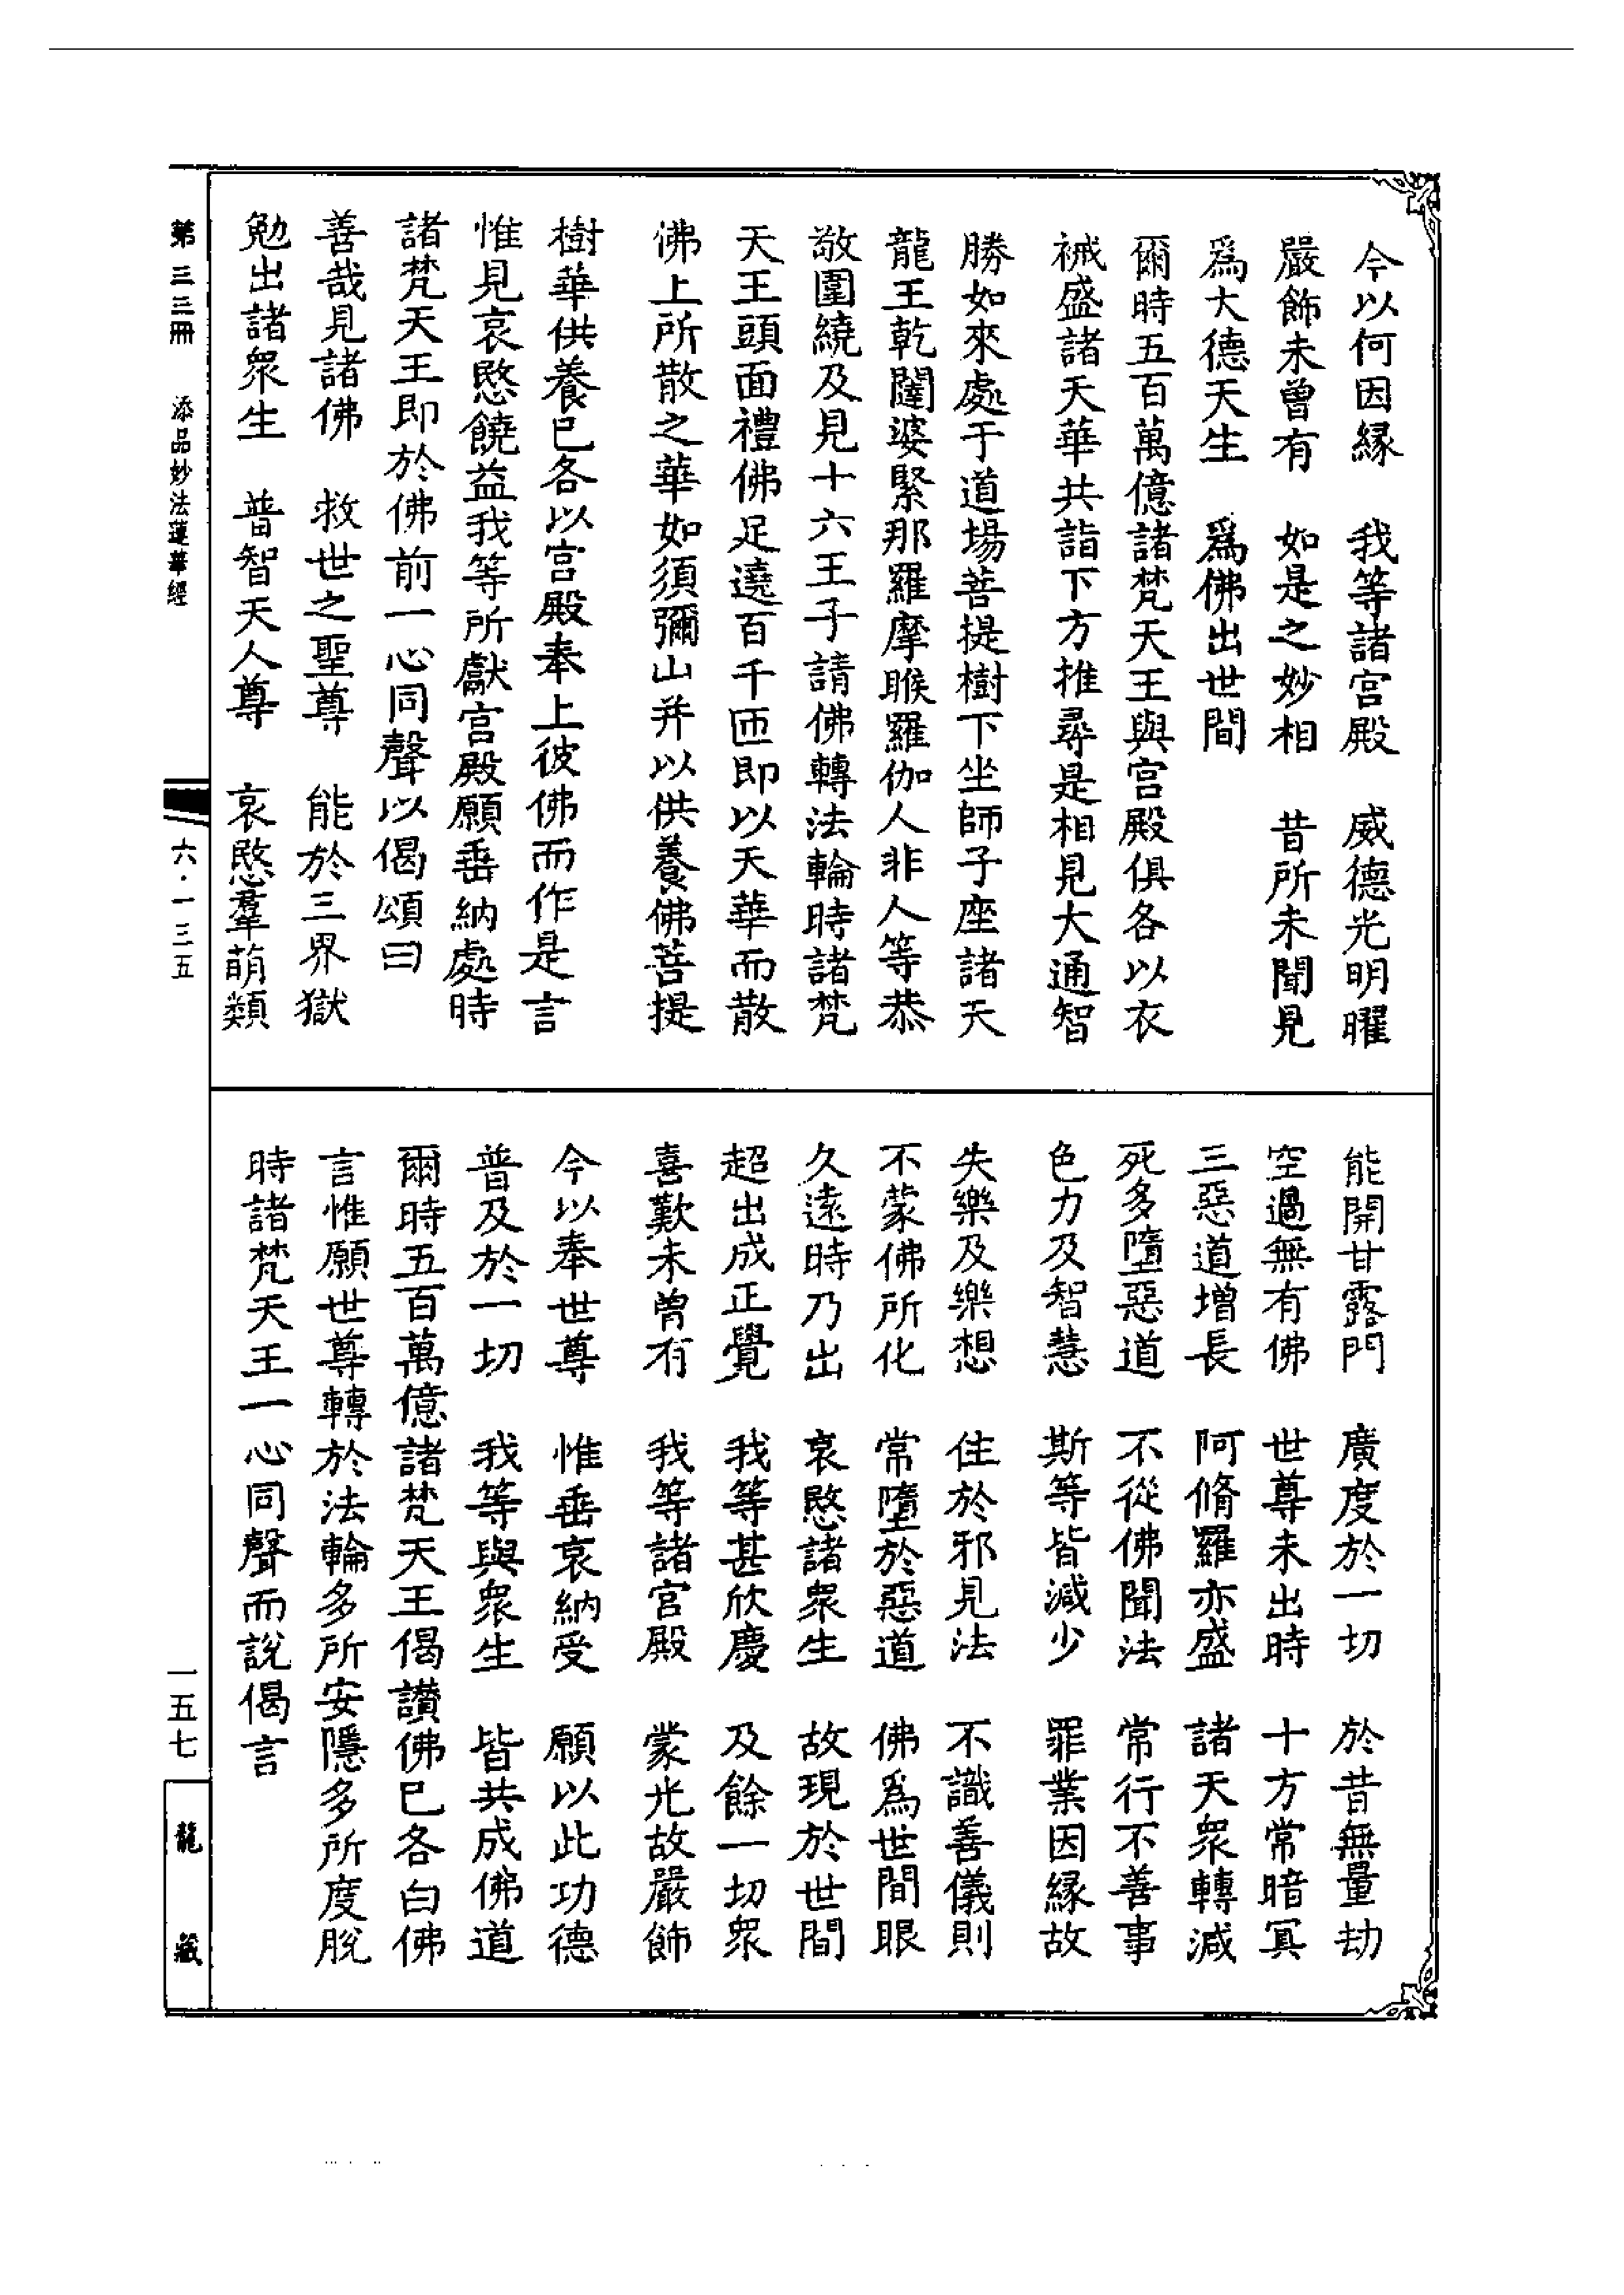 今以何因緣　我等諸宮殿　威德光明曜
嚴飾未曾有　如是之妙相　昔所未聞見
爲大德天生　爲佛出世間
爾時五百萬億諸梵天王與宮殿俱各以衣
裓盛諸天華共詣下方推尋是相見大通智
勝如來處于道場菩提樹下坐師子座諸天
龍王乾闥婆緊那羅摩睺羅伽人非人等恭
敬圍繞及見十六王子請佛轉法輪時諸梵
天王頭面禮佛足遶百千匝即以天華而散
佛上所散之華如須彌山并以供養佛菩提
樹華供養已各以宮殿奉上彼佛而作是言
惟見哀愍饒益我等所獻宮殿願垂納處時
諸梵天王即於佛前一心同聲以偈頌曰
善哉見諸佛　救世之聖尊　能於三界獄
勉出諸衆生　普智天人尊　哀愍羣萌類
能開甘露門　廣度於一切　於昔無量劫
空過無有佛　世尊未出時　十方常暗冥
三惡道增長　阿脩羅亦盛　諸天衆轉減
死多墮惡道　不從佛聞法　常行不善事
色力及智慧　斯等皆減少　罪業因緣故
失樂及樂想　住於邪見法　不識善儀則
不蒙佛所化　常墮於惡道　佛爲世間眼
久遠時乃出　哀愍諸衆生　故現於世間
超出成正覺　我等甚欣慶　及餘一切衆
喜歎未曾有　我等諸宮殿　蒙光故嚴飾
今以奉世尊　惟垂哀納受　願以此功德
普及於一切　我等與衆生　皆共成佛道
爾時五百萬億諸梵天王偈讚佛已各白佛
言惟願世尊轉於法輪多所安隱多所度脫
時諸梵天王一心同聲而說偈言
第三三冊　添品妙法蓮華經
六·一三五
一五七
龍藏